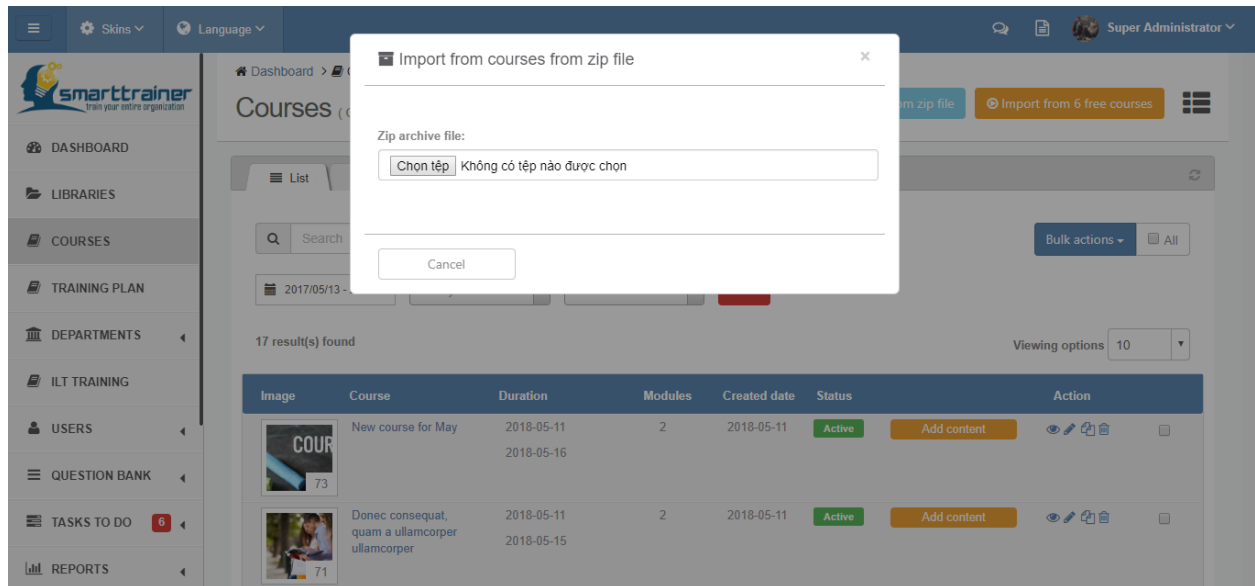 Skins
Language
Super Administrator
smarttrainer
train your entire organization
DASHBOARD
LIBRARIES
COURSES
TRAINING PLAN
DEPARTMENTS
ILT TRAINING
USERS
QUESTION BANK
TASKS TO DO 6
REPORTS
Dashboard >
Courses
Import from courses from zip file
×
Zip archive file:
Chọn tệp Không có tệp nào được chọn
Cancel
zip file
Import from 6 free courses
List
Search
Bulk actions
All
2017/05/13 -
17 result(s) found
Viewing options 10
Image Course Duration Modules Created date Status Action
COUR
73
New course for May 2018-05-11 2 2018-05-11 Active Add content
2018-05-16
71
Donec consequat, 2018-05-11 2 2018-05-11 Active Add content
quam a ullamcorper 2018-05-15
ullamcorper